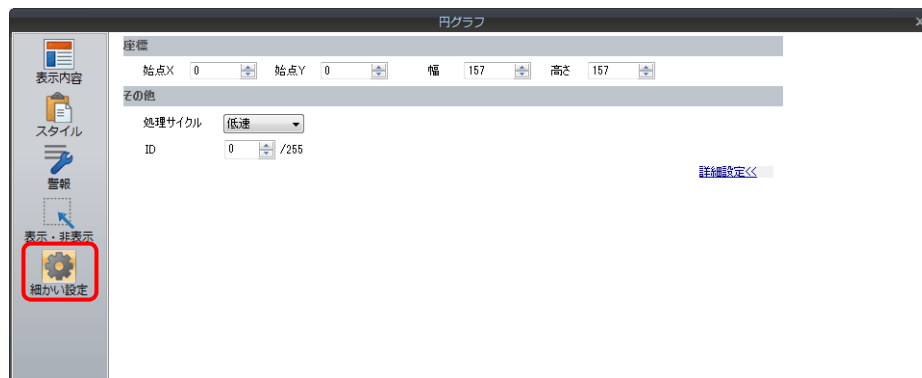 円グラフ
表示内容
スタイル
警報
表示・非表示
細かい設定
座標
始点X 0 始点Y 0 幅 157 高さ 157
その他
処理サイクル 低速
ID 0 /255
詳細設定<<